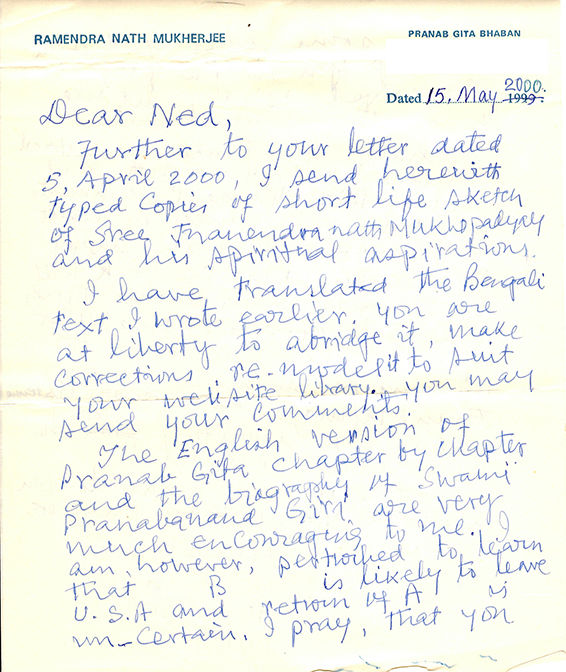 RAMENDRA NATH MUKHERJEE
PRANAB GITA BHABAN
Dated 15, May 1999. 2000.
Dear Ned,
Further to your letter dated
5, April 2000, I send herewith
typed Copies of short life sketch
of Sree Jnanendranath Mukhopadyay
and his spiritual aspirations.
I have translated the Bengali
text I wrote earlier. You are
at liberty to abridge it, make
corrections, re-model it to suit
your website library. You may
send your comments.
The English version of
Pranab Gita Chapter by Chapter
and the biography of Swami
Pranabanand Giri are very
much encouraging to me. I
am, however, perturbed to learn
that B is likely to leave
U.S.A and return of A is
un-certain. I pray, that you